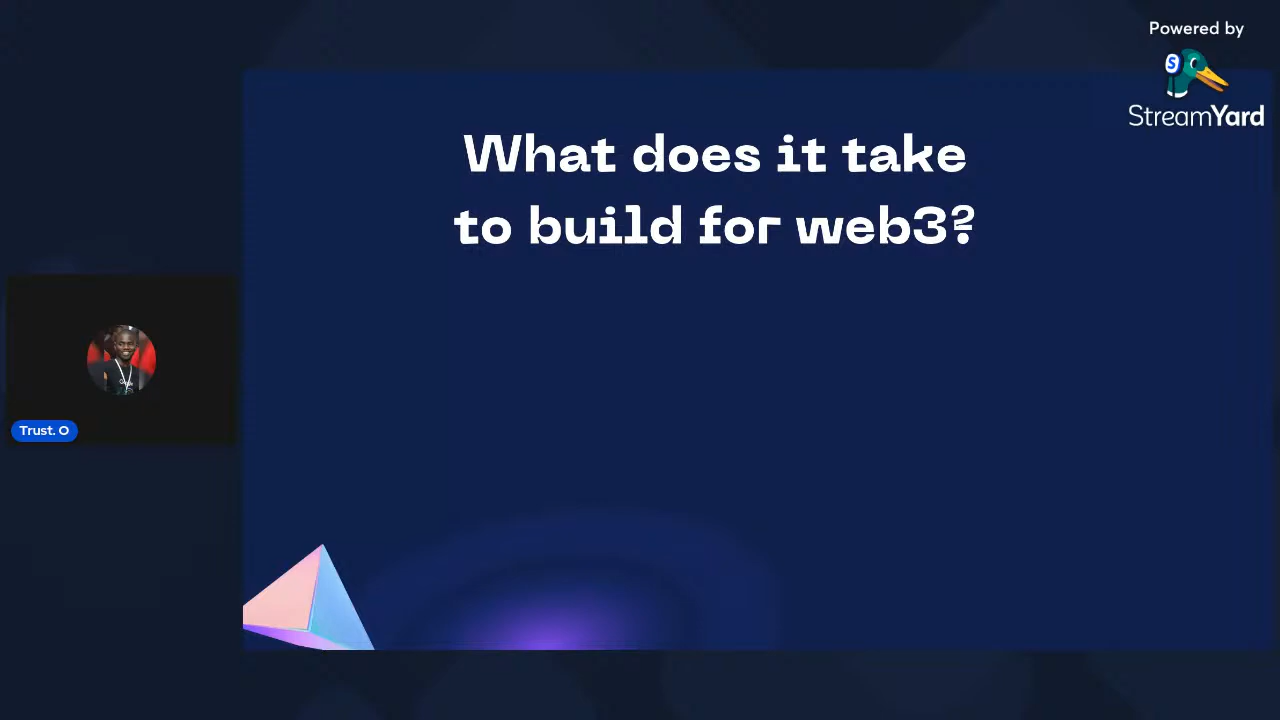 Powered by
S
StreamYard
What does it take
to build for web3?
Trust. O